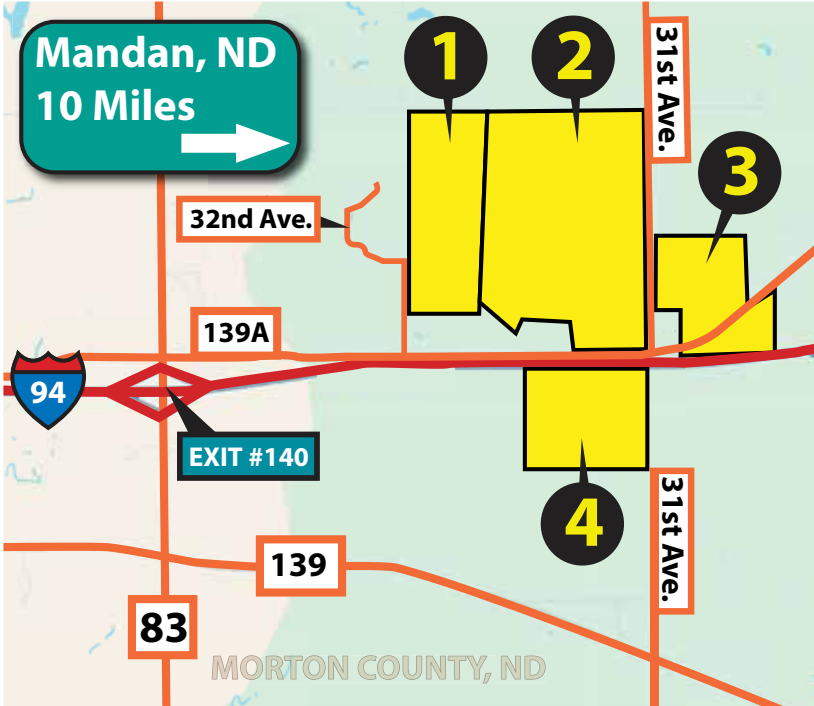 Mandan, ND
10 Miles
1
2
31st Ave.
3
32nd Ave.
139A
94
EXIT #140
4
31st Ave.
139
83
MORTON COUNTY, ND